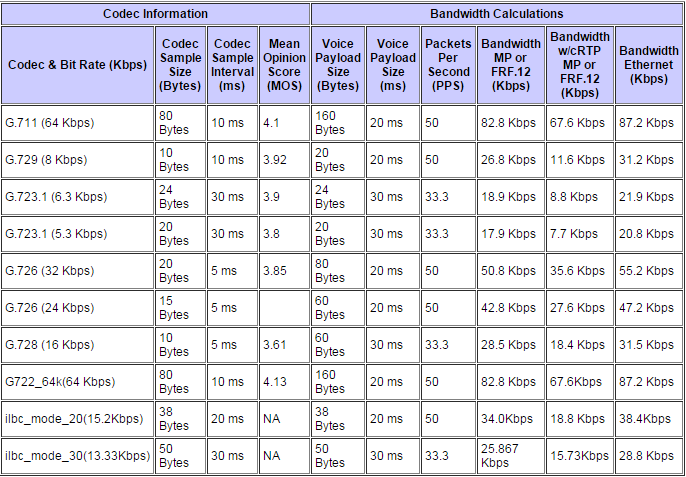 Codec Information Bandwidth Calculations
Codec & Bit Rate (Kbps) Codec Sample Size (Bytes) Codec Sample Interval (ms) Mean Opinion Score (MOS) Voice Payload Size (Bytes) Voice Payload Size (ms) Packets Per Second (PPS) Bandwidth MP or FRF.12 (Kbps) Bandwidth w/cRTP MP or FRF.12 (Kbps) Bandwidth Ethernet (Kbps)
G.711 (64 Kbps) 80 Bytes 10 ms 4.1 160 Bytes 20 ms 50 82.8 Kbps 67.6 Kbps 87.2 Kbps
G.729 (8 Kbps) 10 Bytes 10 ms 3.92 20 Bytes 20 ms 50 26.8 Kbps 11.6 Kbps 31.2 Kbps
G.723.1 (6.3 Kbps) 24 Bytes 30 ms 3.9 24 Bytes 30 ms 33.3 18.9 Kbps 8.8 Kbps 21.9 Kbps
G.723.1 (5.3 Kbps) 20 Bytes 30 ms 3.8 20 Bytes 30 ms 33.3 17.9 Kbps 7.7 Kbps 20.8 Kbps
G.726 (32 Kbps) 20 Bytes 5 ms 3.85 80 Bytes 20 ms 50 50.8 Kbps 35.6 Kbps 55.2 Kbps
G.726 (24 Kbps) 15 Bytes 5 ms 60 Bytes 20 ms 50 42.8 Kbps 27.6 Kbps 47.2 Kbps
G.728 (16 Kbps) 10 Bytes 5 ms 3.61 60 Bytes 30 ms 33.3 28.5 Kbps 18.4 Kbps 31.5 Kbps
G722_64k(64 Kbps) 80 Bytes 10 ms 4.13 160 Bytes 20 ms 50 82.8 Kbps 67.6Kbps 87.2 Kbps
ilbc_mode_20(15.2Kbps) 38 Bytes 20 ms NA 38 Bytes 20 ms 50 34.0Kbps 18.8 Kbps 38.4Kbps
ilbc_mode_30(13.33Kbps) 50 Bytes 30 ms NA 50 Bytes 30 ms 33.3 25.867 Kbps 15.73Kbps 28.8 Kbps